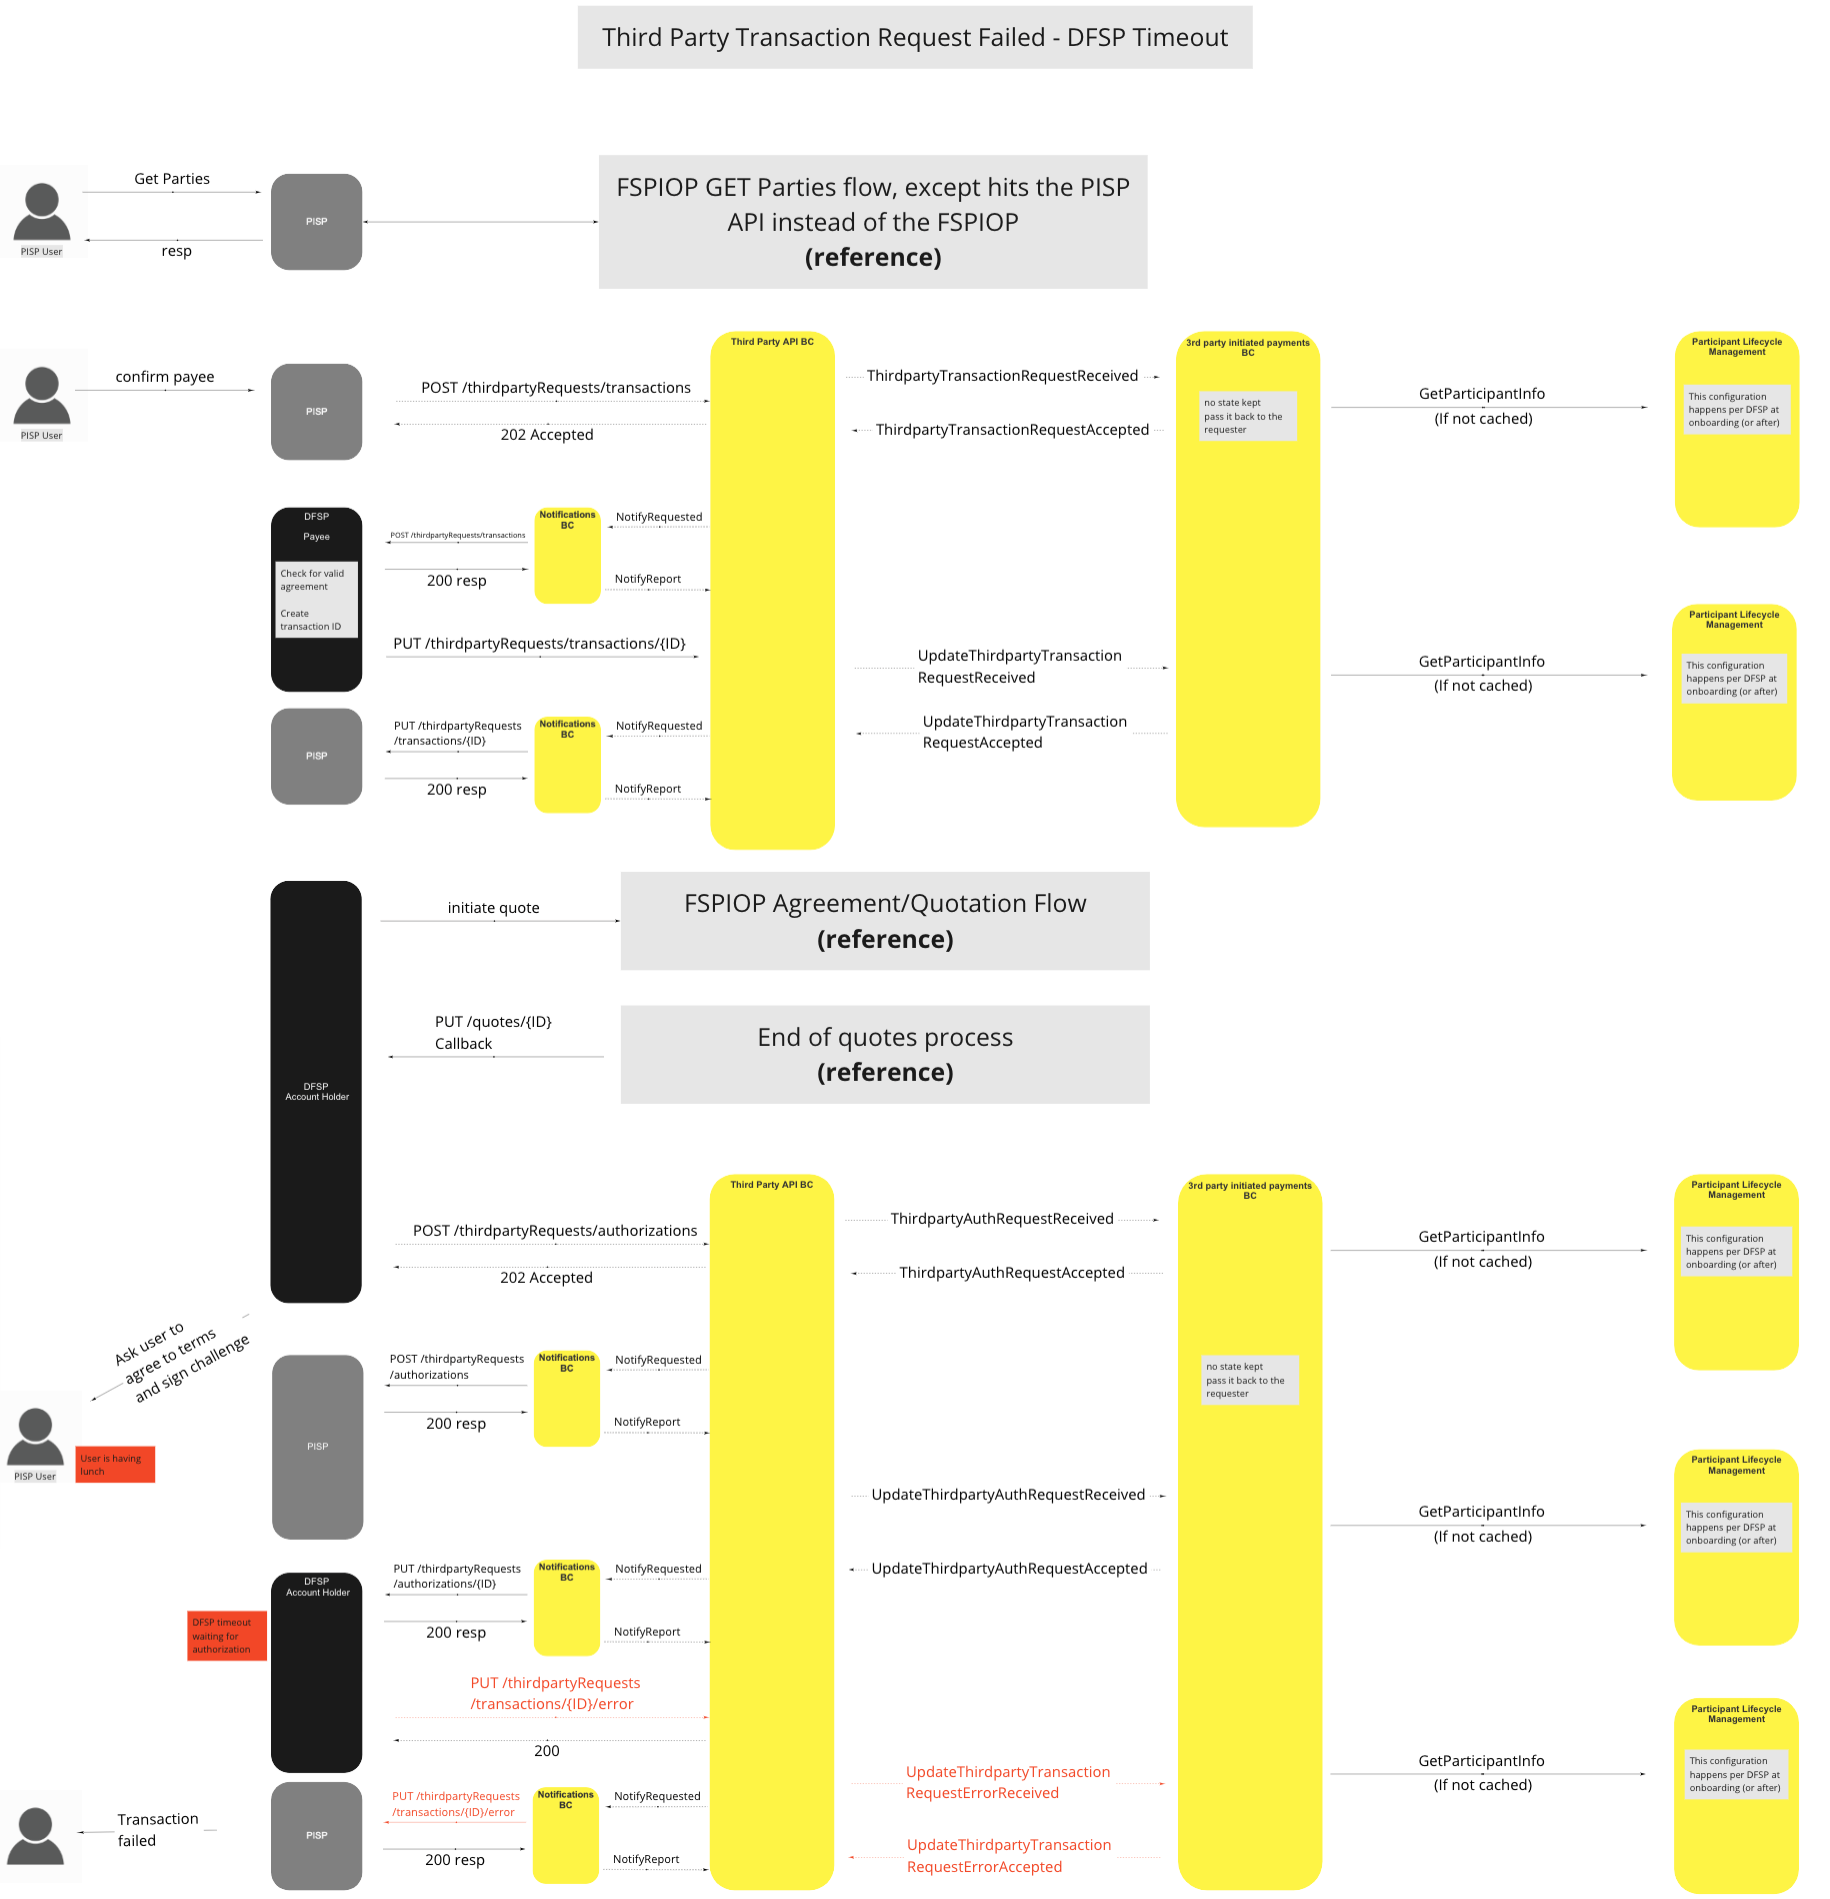 Third Party Transaction Request Failed - DFSP Timeout
Get Parties
resp
PISP User
PISP
FSPIOP GET Parties flow, except hits the PISP
API instead of the FSPIOP
(reference)
confirm payee
PISP User
PISP
POST /thirdpartyRequests/transactions
202 Accepted
Third Party API BC
ThirdpartyTransactionRequestReceived
ThirdpartyTransactionRequestAccepted
3rd party initiated payments
BC
no state kept
pass it back to the
requester
GetParticipantInfo
(If not cached)
Participant Lifecycle
Management
This configuration
happens per DFSP at
onboarding (or after)
DFSP
Payee
Check for valid
agreement
Create
transaction ID
POST /thirdpartyRequests/transactions
200 resp
Notifications
BC
NotifyRequested
NotifyReport
PUT /thirdpartyRequests/transactions/{ID}
UpdateThirdpartyTransaction
RequestReceived
GetParticipantInfo
(If not cached)
Participant Lifecycle
Management
This configuration
happens per DFSP at
onboarding (or after)
PISP
PUT /thirdpartyRequests
/transactions/{ID}
200 resp
Notifications
BC
NotifyRequested
NotifyReport
UpdateThirdpartyTransaction
RequestAccepted
initiate quote
FSPIOP Agreement/Quotation Flow
(reference)
PUT /quotes/{ID}
Callback
End of quotes process
(reference)
DFSP
Account Holder
POST /thirdpartyRequests/authorizations
202 Accepted
Third Party API BC
ThirdpartyAuthRequestReceived
ThirdpartyAuthRequestAccepted
3rd party initiated payments
BC
GetParticipantInfo
(If not cached)
Participant Lifecycle
Management
This configuration
happens per DFSP at
onboarding (or after)
Ask user to
agree to terms
and sign challenge
PISP User
User is having
lunch
PISP
POST /thirdpartyRequests
/authorizations
200 resp
Notifications
BC
NotifyRequested
NotifyReport
no state kept
pass it back to the
requester
UpdateThirdpartyAuthRequestReceived
UpdateThirdpartyAuthRequestAccepted
GetParticipantInfo
(If not cached)
Participant Lifecycle
Management
This configuration
happens per DFSP at
onboarding (or after)
DFSP
Account Holder
DFSP timeout
waiting for
authorization
PUT /thirdpartyRequests
/authorizations/{ID}
200 resp
Notifications
BC
NotifyRequested
NotifyReport
PUT /thirdpartyRequests
/transactions/{ID}/error
200
UpdateThirdpartyTransaction
RequestErrorReceived
GetParticipantInfo
(If not cached)
Participant Lifecycle
Management
This configuration
happens per DFSP at
onboarding (or after)
Transaction
failed
PISP
PUT /thirdpartyRequests
/transactions/{ID}/error
200 resp
Notifications
BC
NotifyRequested
NotifyReport
UpdateThirdpartyTransaction
RequestErrorAccepted